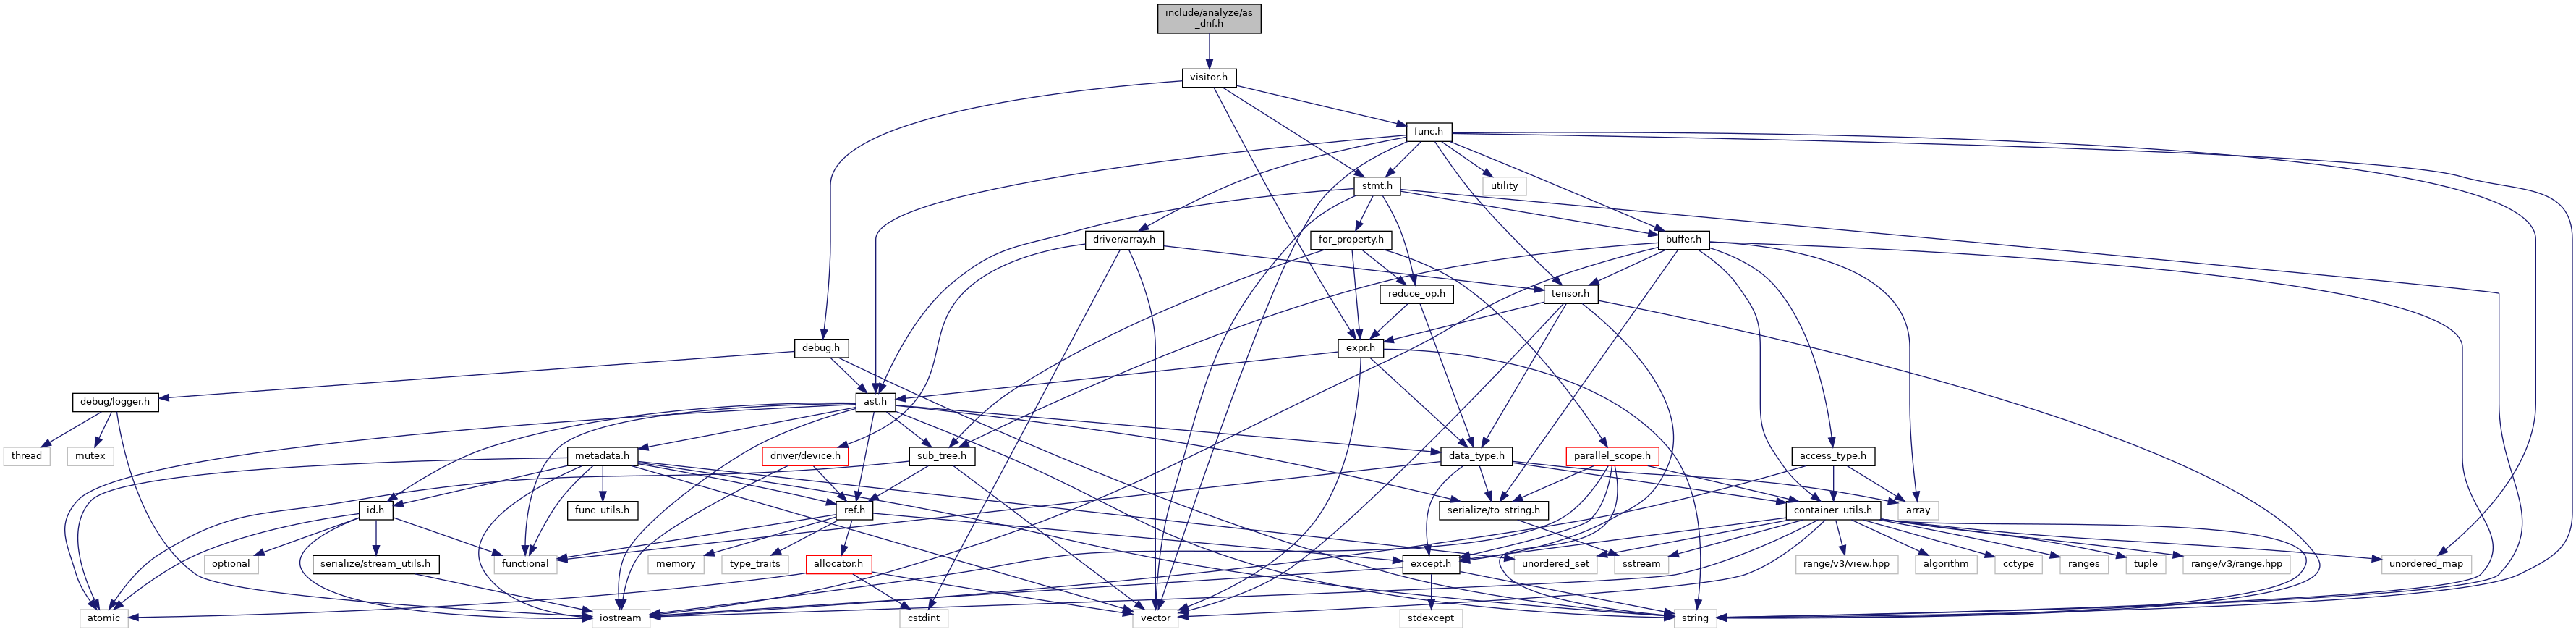 include/analyze/as
_dnf.h
visitor.h
func.h
stmt.h
utility
driver/array.h
for_property.h
buffer.h
reduce_op.h
tensor.h
debug.h
expr.h
debug/logger.h
ast.h
thread
mutex
metadata.h
driver/device.h
sub_tree.h
data_type.h
parallel_scope.h
access_type.h
id.h
func_utils.h
ref.h
serialize/to_string.h
container_utils.h
array
optional
serialize/stream_utils.h
functional
memory
type_traits
allocator.h
except.h
unordered_set
sstream
range/v3/view.hpp
algorithm
cctype
ranges
tuple
range/v3/range.hpp
unordered_map
atomic
iostream
cstdint
vector
stdexcept
string